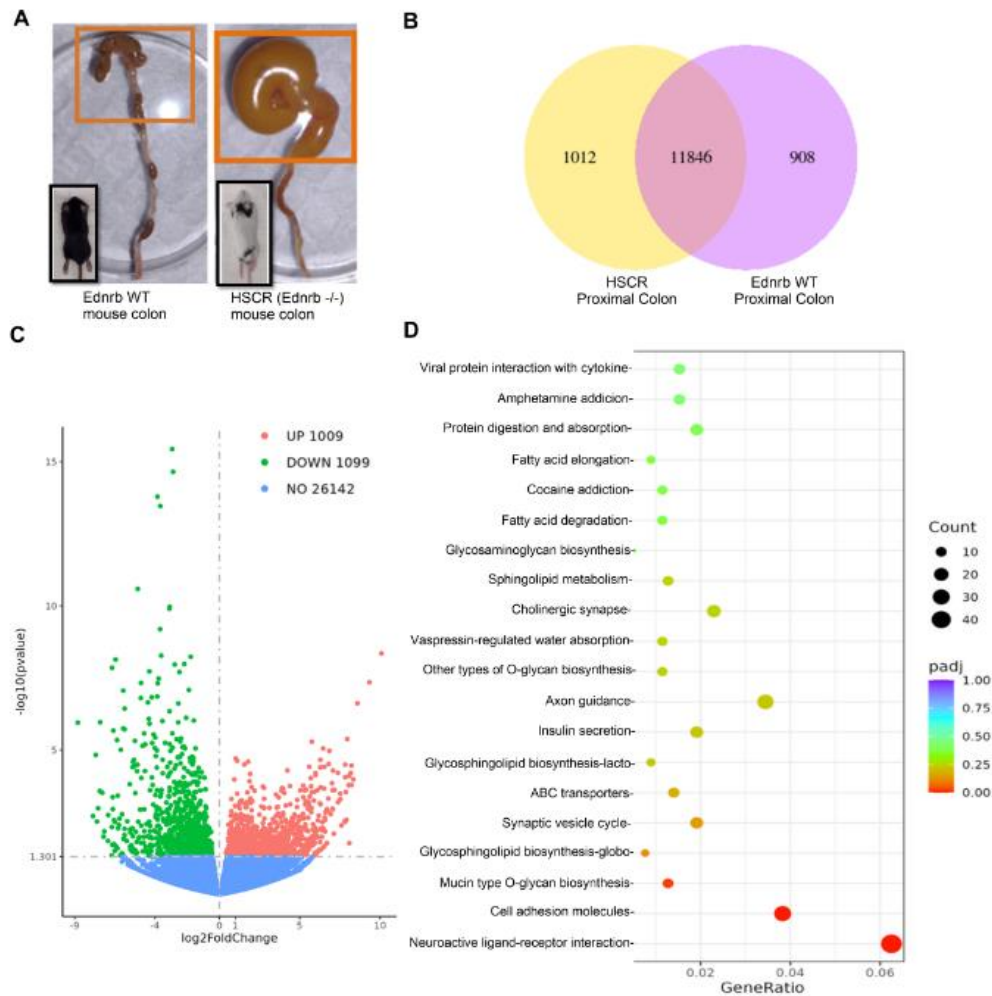 A
Ednrb WT
mouse colon
HSCR (Ednrb -/-)
mouse colon
B
1012
11846
908
HSCR
Proximal Colon
Ednrb WT
Proximal Colon
C
UP 1009
DOWN 1099
NO 26142
-log10(pvalue)
15
10
5
1.301
-9
-4
0
1
5
10
log2FoldChange
D
Viral protein interaction with cytokine
Amphetamine addicion
Protein digestion and absorption
Fatty acid elongation
Cocaine addiction
Fatty acid degradation
Glycosaminoglycan biosynthesis
Sphingolipid metabolism
Cholinergic synapse
Vaspressin-regulated water absorption
Other types of O-glycan biosynthesis
Axon guidance
Insulin secretion
Glycosphingolipid biosynthesis-lacto
ABC transporters
Synaptic vesicle cycle
Glycosphingolipid biosynthesis-globo
Mucin type O-glycan biosynthesis
Cell adhesion molecules
Neuroactive ligand-receptor interaction
0.02
0.04
0.06
GeneRatio
Count
10
20
30
40
padj
1.00
0.75
0.50
0.25
0.00